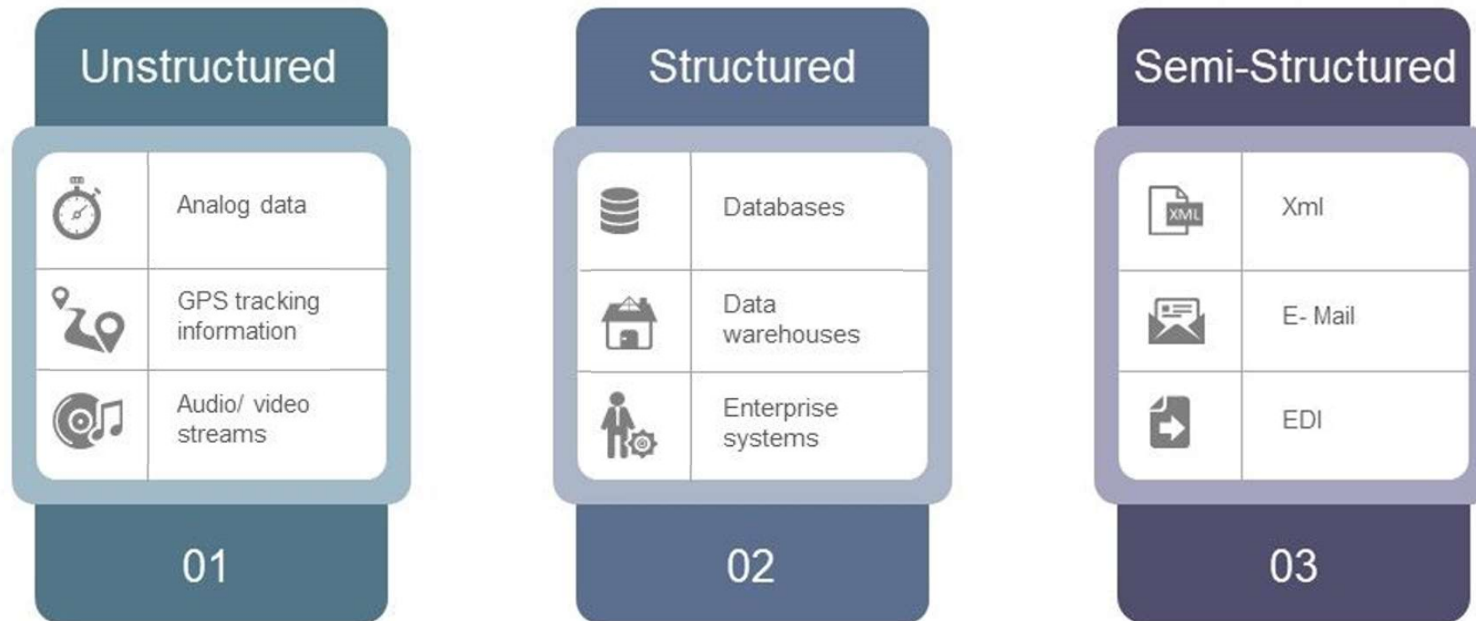 Unstructured
Analog data
GPS tracking
information
Audio/ video
streams
01
Structured
Databases
Data
warehouses
Enterprise
systems
02
Semi-Structured
XML
Xml
E- Mail
EDI
03